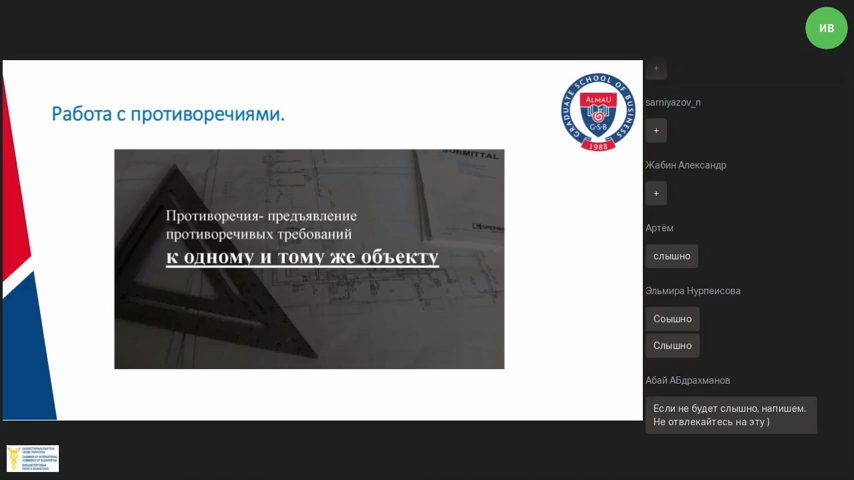 ИВ
Работа с противоречиями.
GRADUATE SCHOOL OF BUSINESS
ALMAU
G·S·B
1988
SUBMITTAL
Противоречия- предъявление
противоречивых требований
к одному и тому же объекту
+
sarniyazov_n
+
Жабин Александр
+
Артём
слышно
Эльмира Нурпеисова
Соышно
Слышно
Абай АБдрахманов
Если не будет слышно, напишем.
Не отвлекайтесь на эту )